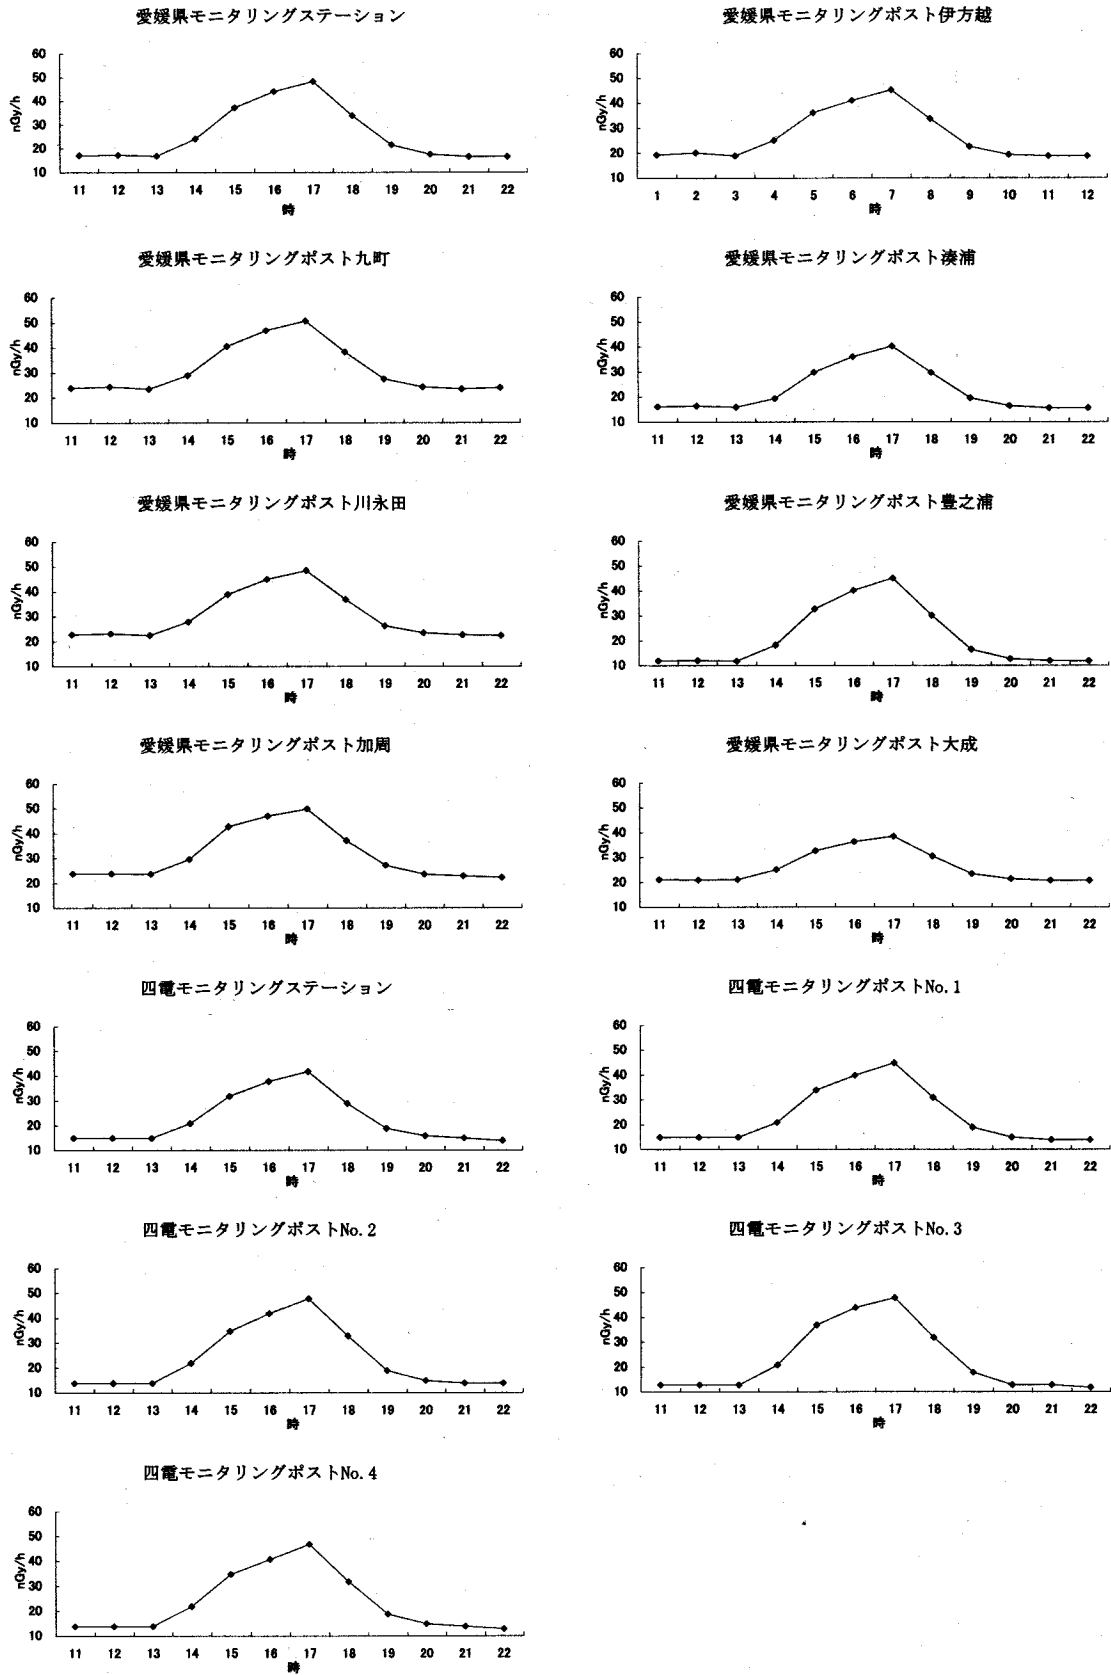 愛媛県モニタリングステーション
60
50
40
30
20
10
nGy/h
11 12 13 14 15 16 17 18 19 20 21 22
時
愛媛県モニタリングポスト伊方越
60
50
40
30
20
10
nGy/h
1 2 3 4 5 6 7 8 9 10 11 12
時
愛媛県モニタリングポスト九町
60
50
40
30
20
10
nGy/h
11 12 13 14 15 16 17 18 19 20 21 22
時
愛媛県モニタリングポスト湊浦
60
50
40
30
20
10
nGy/h
11 12 13 14 15 16 17 18 19 20 21 22
時
愛媛県モニタリングポスト川永田
60
50
40
30
20
10
nGy/h
11 12 13 14 15 16 17 18 19 20 21 22
時
愛媛県モニタリングポスト豊之浦
60
50
40
30
20
10
nGy/h
11 12 13 14 15 16 17 18 19 20 21 22
時
愛媛県モニタリングポスト加周
60
50
40
30
20
10
nGy/h
11 12 13 14 15 16 17 18 19 20 21 22
時
愛媛県モニタリングポスト大成
60
50
40
30
20
10
nGy/h
11 12 13 14 15 16 17 18 19 20 21 22
時
四電モニタリングステーション
60
50
40
30
20
10
nGy/h
11 12 13 14 15 16 17 18 19 20 21 22
時
四電モニタリングポストNo.1
60
50
40
30
20
10
nGy/h
11 12 13 14 15 16 17 18 19 20 21 22
時
四電モニタリングポストNo.2
60
50
40
30
20
10
nGy/h
11 12 13 14 15 16 17 18 19 20 21 22
時
四電モニタリングポストNo.3
60
50
40
30
20
10
nGy/h
11 12 13 14 15 16 17 18 19 20 21 22
時
四電モニタリングポストNo.4
60
50
40
30
20
10
nGy/h
11 12 13 14 15 16 17 18 19 20 21 22
時